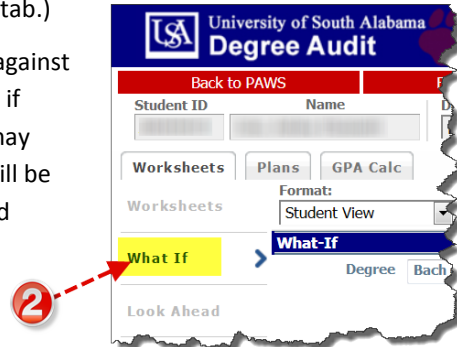 tab.)
against
if
may
ill be
d
USA University of South Alabama
Degree Audit
Back to PAWS
Student ID Name
Worksheets Plans GPA Calc
Worksheets
Format:
Student View
What-If
What If
Degree Bach
2
Look Ahead